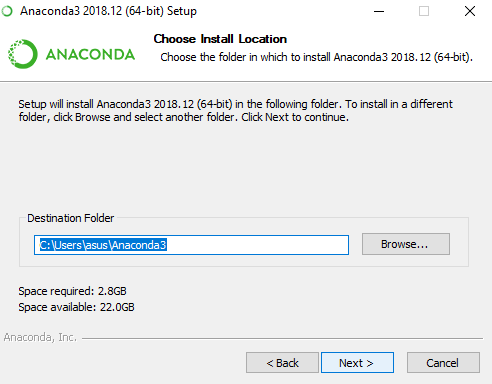 Anaconda3 2018.12 (64-bit) Setup
Choose Install Location
Choose the folder in which to install Anaconda3 2018.12 (64-bit).
ANACONDA
Setup will install Anaconda3 2018.12 (64-bit) in the following folder. To install in a different
folder, click Browse and select another folder. Click Next to continue.
Destination Folder
C:\Users\asus\Anaconda3
Browse...
Space required: 2.8GB
Space available: 22.0GB
Anaconda, Inc.
< Back
Next >
Cancel